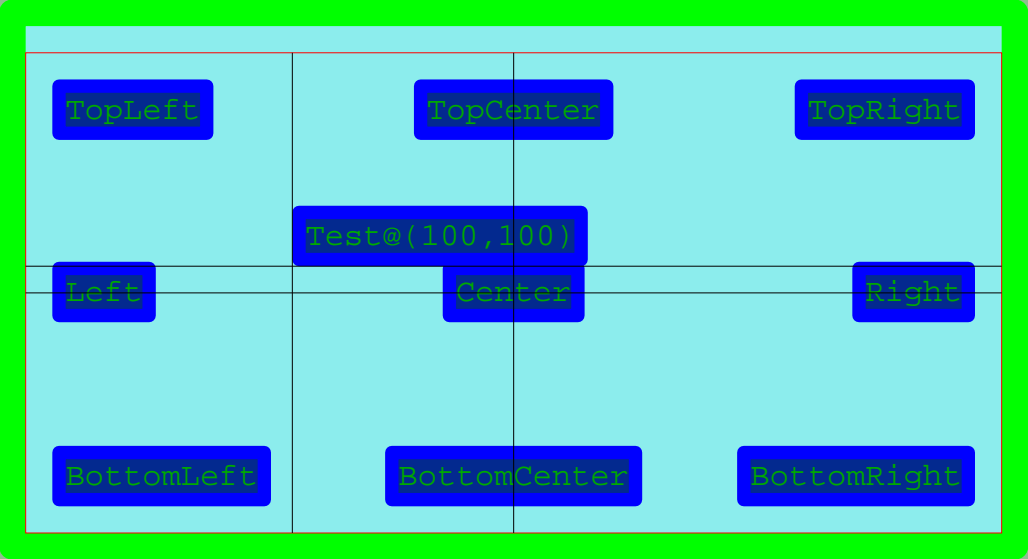 TopLeft
TopCenter
TopRight
Test@(100,100)
Left
Center
Right
BottomLeft
BottomCenter
BottomRight